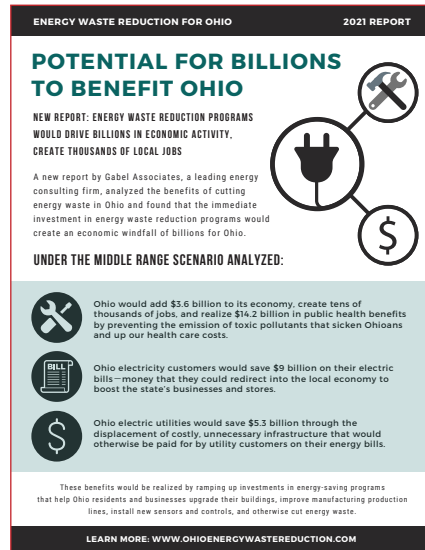 ENERGY WASTE REDUCTION FOR OHIO
2021 REPORT
POTENTIAL FOR BILLIONS
TO BENEFIT OHIO
NEW REPORT: ENERGY WASTE REDUCTION PROGRAMS
WOULD DRIVE BILLIONS IN ECONOMIC ACTIVITY,
CREATE THOUSANDS OF LOCAL JOBS
A new report by Gabel Associates, a leading energy
consulting firm, analyzed the benefits of cutting
energy waste in Ohio and found that the immediate
investment in energy waste reduction programs would
create an economic windfall of billions for Ohio.
$
UNDER THE MIDDLE RANGE SCENARIO ANALYZED:
Ohio would add $3.6 billion to its economy, create tens of
thousands of jobs, and realize $14.2 billion in public health benefits
by preventing the emission of toxic pollutants that sicken Ohioans
and up our health care costs.
BILL
Ohio electricity customers would save $9 billion on their electric
bills—money that they could redirect into the local economy to
boost the state's businesses and stores.
$
Ohio electric utilities would save $5.3 billion through the
displacement of costly, unnecessary infrastructure that would
otherwise be paid for by utility customers on their energy bills.
These benefits would be realized by ramping up investments in energy-saving programs
that help Ohio residents and businesses upgrade their buildings, improve manufacturing production
lines, install new sensors and controls, and otherwise cut energy waste.
LEARN MORE: WWW.OHIOENERGYWASTEREDUCTION.COM